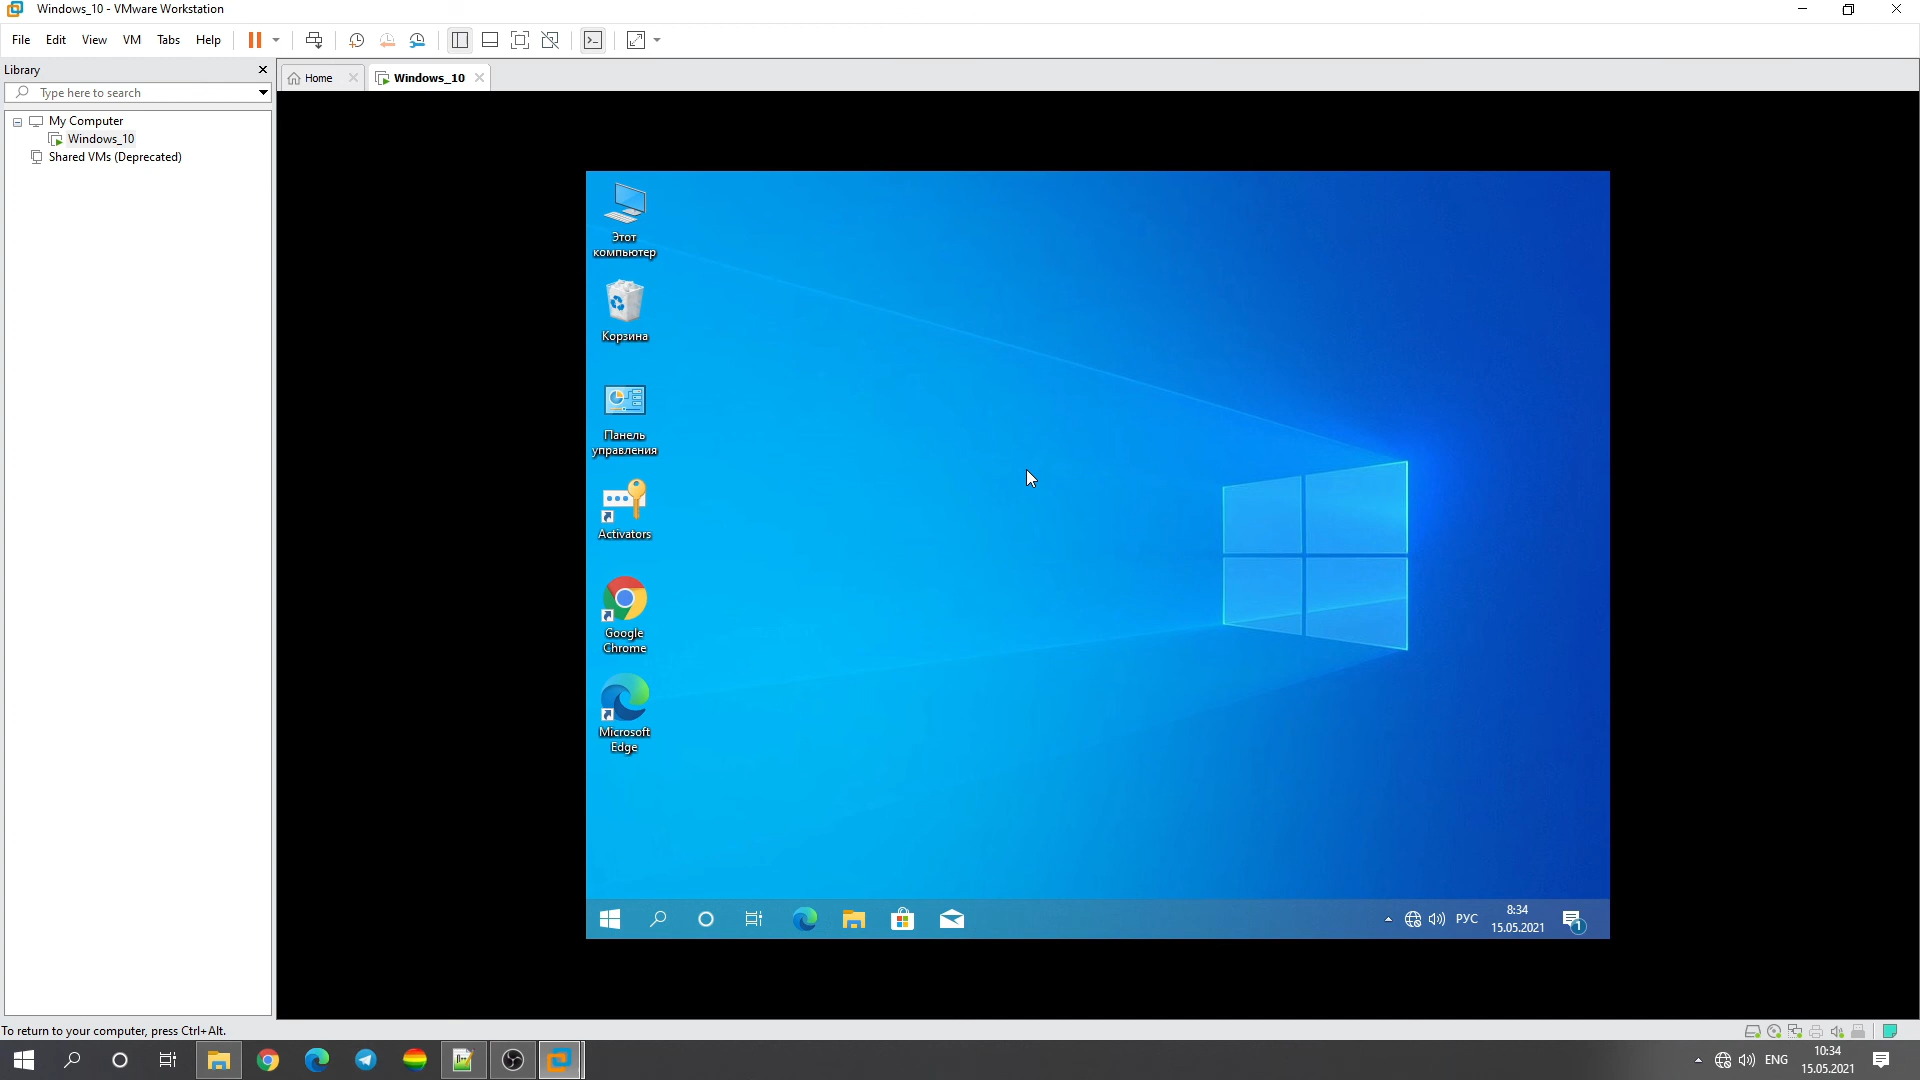 Windows_10 - VMware Workstation
File Edit View VM Tabs Help
Library
Type here to search
My Computer
Windows_10
Shared VMs (Deprecated)
Home
Windows_10
Этот
компьютер
Корзина
Панель
управления
Activators
Google
Chrome
Microsoft
Edge
РУС
8:34
15.05.2021
1
To return to your computer, press Ctrl+Alt.
ENG
10:34
15.05.2021